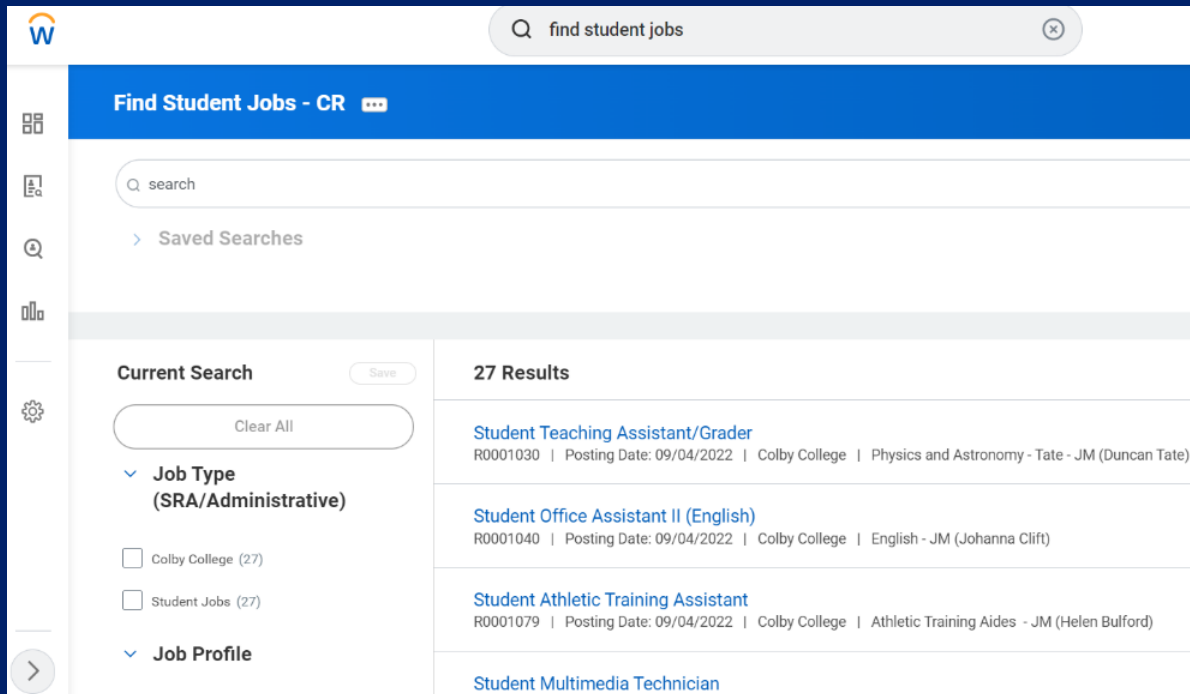 find student jobs
Find Student Jobs - CR
search
Saved Searches
Current Search
Save
Clear All
Job Type
(SRA/Administrative)
Colby College (27)
Student Jobs (27)
Job Profile
27 Results
Student Teaching Assistant/Grader
R0001030 | Posting Date: 09/04/2022 | Colby College | Physics and Astronomy - Tate - JM (Duncan Tate)
Student Office Assistant II (English)
R0001040 | Posting Date: 09/04/2022 | Colby College | English - JM (Johanna Clift)
Student Athletic Training Assistant
R0001079 | Posting Date: 09/04/2022 | Colby College | Athletic Training Aides - JM (Helen Bulford)
Student Multimedia Technician